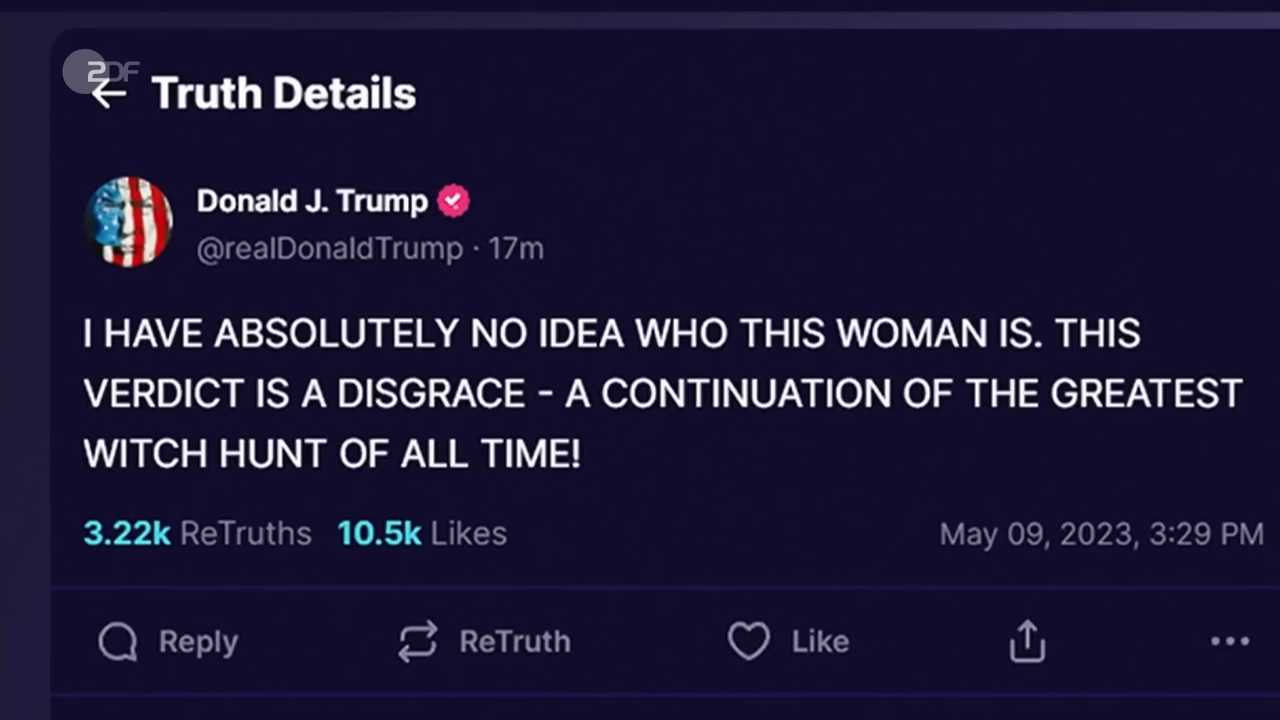 ZDF
Truth Details
Donald J. Trump
@realDonaldTrump · 17m
I HAVE ABSOLUTELY NO IDEA WHO THIS WOMAN IS. THIS
VERDICT IS A DISGRACE - A CONTINUATION OF THE GREATEST
WITCH HUNT OF ALL TIME!
3.22k ReTruths 10.5k Likes
May 09, 2023, 3:29 PM
Reply ReTruth Like